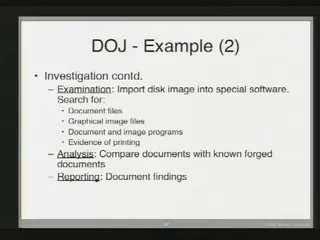 DOJ - Example (2)
• Investigation contd.
– Examination: Import disk image into special software.
Search for:
• Document files
• Graphical image files
• Document and image programs
• Evidence of printing
– Analysis: Compare documents with known forged
documents
– Reporting: Document findings